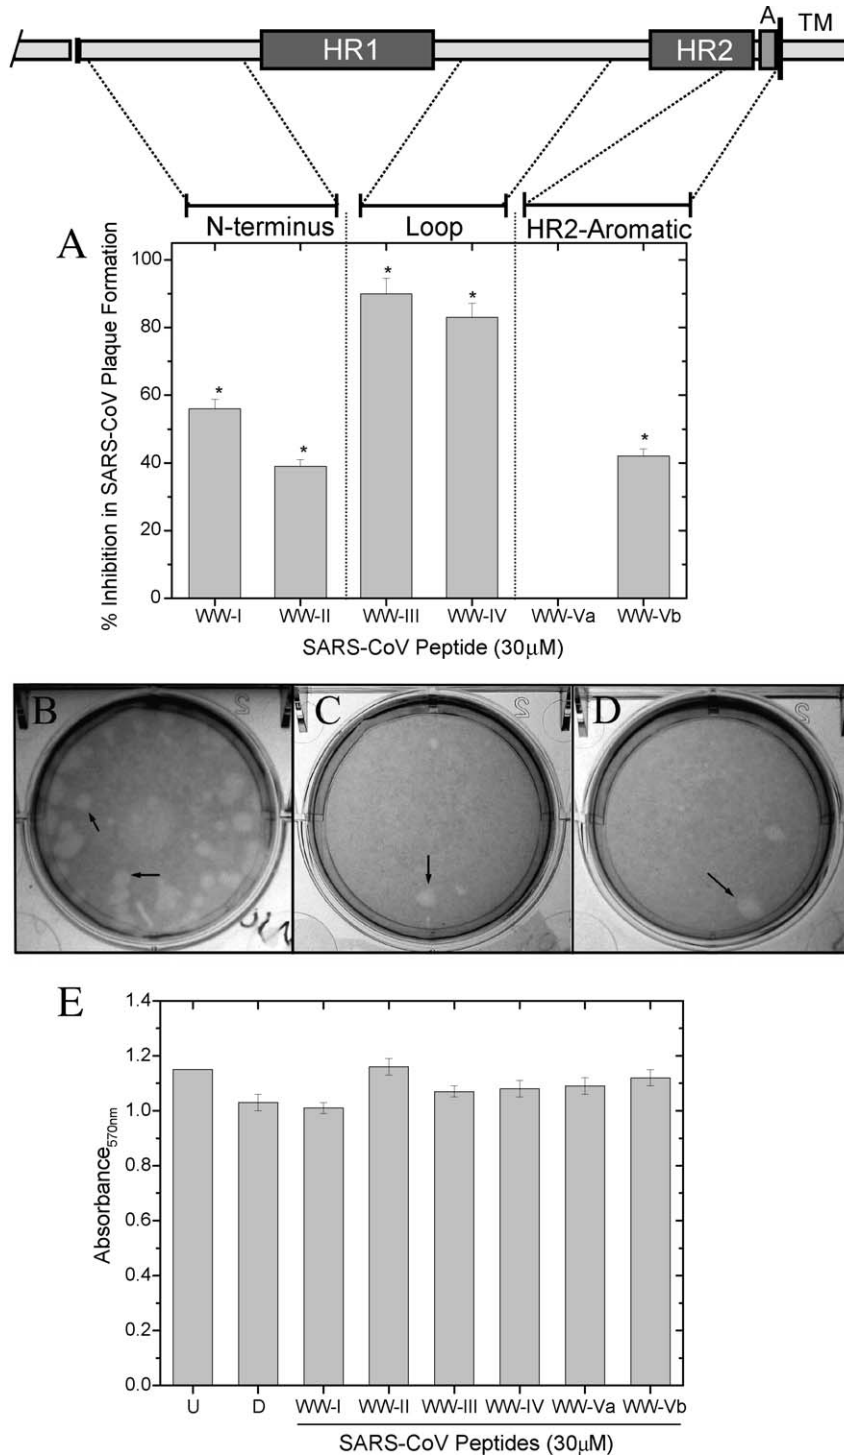 HR1 HR2 A TM
N-terminus Loop HR2-Aromatic
A
% Inhibition in SARS-CoV Plaque Formation
100
80
60
40
20
0
* * * * *
WW-I WW-II WW-III WW-IV WW-Va WW-Vb
SARS-CoV Peptide (30μM)
B C D
2 2 2
E
Absorbance570nm
1.4
1.2
1.0
0.8
0.6
0.4
0.2
0.0
U D WW-I WW-II WW-III WW-IV WW-Va WW-Vb
SARS-CoV Peptides (30μM)